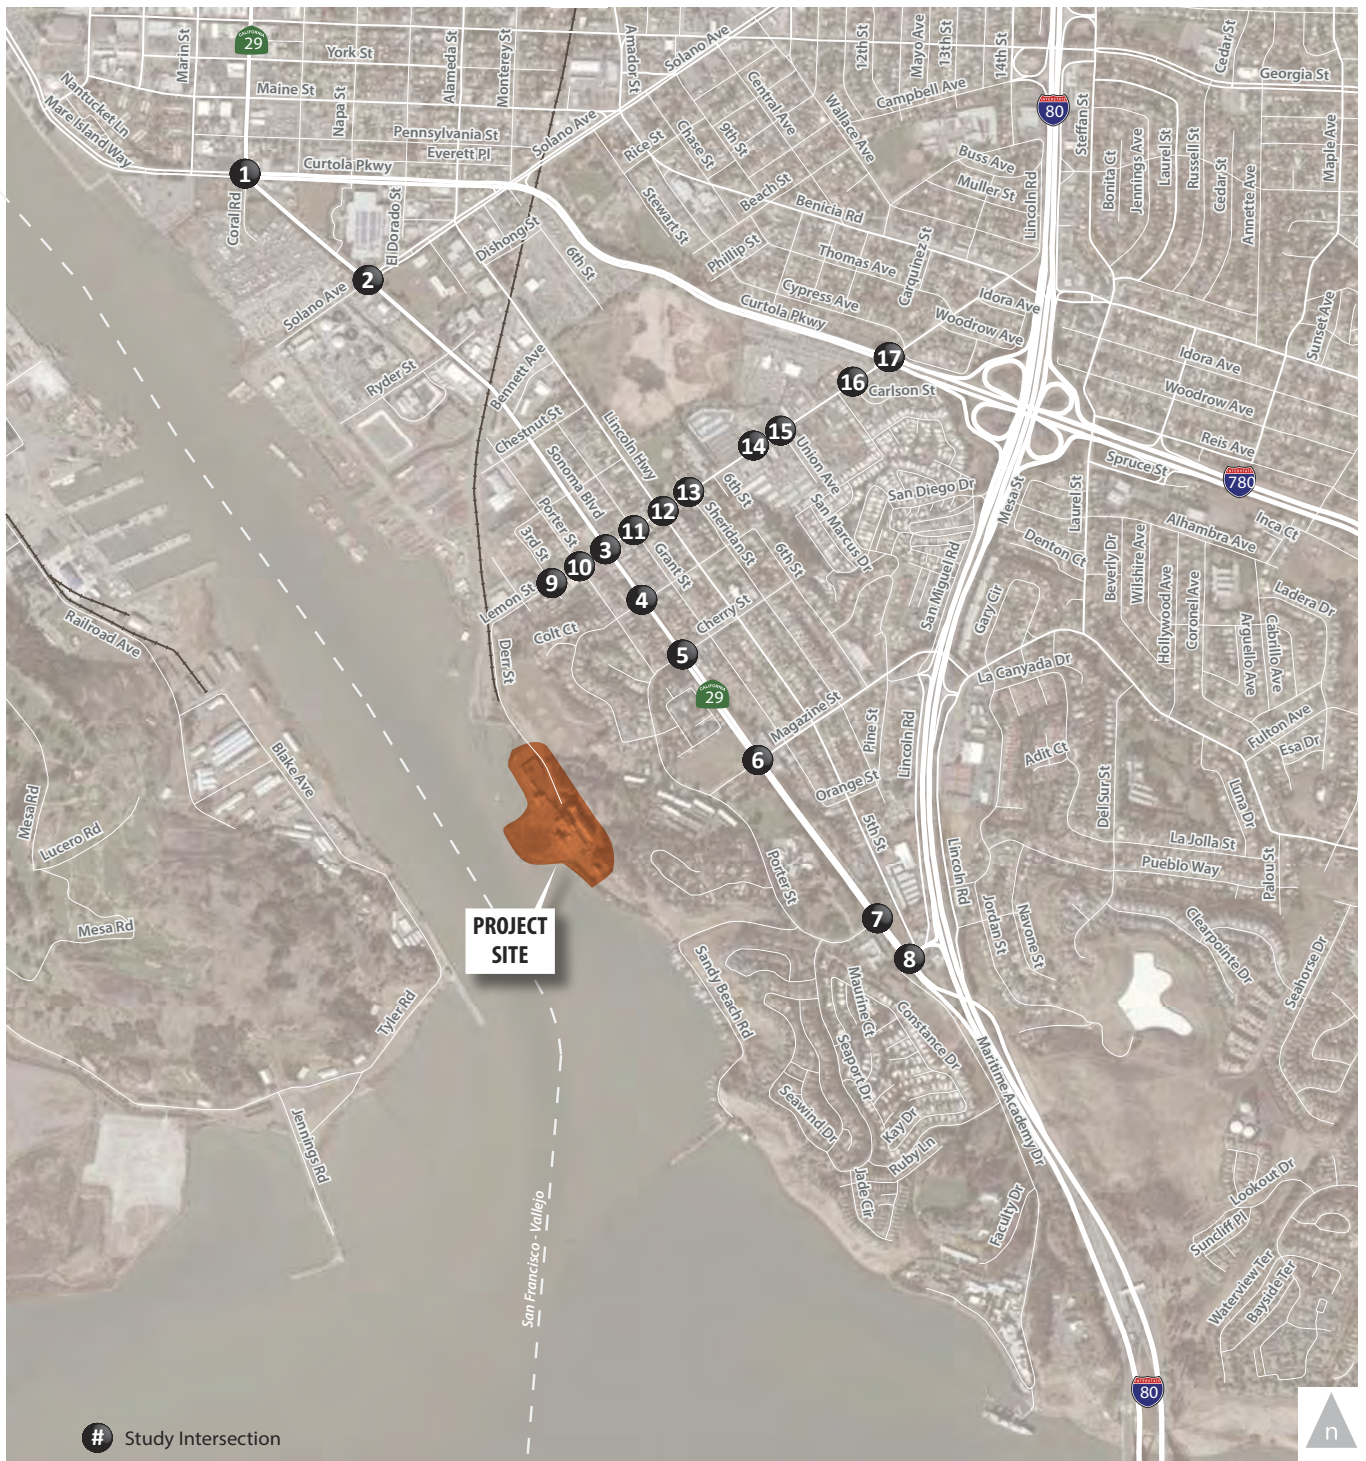 Marin St
CALIFORNIA
29
York St
Maine St
Napa St
Alameda St
Monterey St
Amador St
Solano Ave
12th St
Mayo Ave
13th St
14th St
Cedar St
Georgia St
Nantucket Ln
Mare Island Way
Pennsylvania St
Everett Pl
Curtola Pkwy
Solano Ave
Rice St
Chase St
9th St
Central Ave
Wallace Ave
Campbell Ave
80
Steffan St
Buss Ave
Muller St
Lincoln Rd
Bonita Ct
Jennings Ave
Laurel St
Russell St
Cedar St
Annette Ave
Maple Ave
1
Coral Rd
El Dorado St
Dishong St
6th St
Stewart St
Beach St
Benicia Rd
Phillip St
Thomas Ave
Carquinez St
Cypress Ave
Curtola Pkwy
Idora Ave
Woodrow Ave
Sunset Ave
2
Solano Ave
Ryder St
Bennett Ave
Chestnut St
Lincoln Hwy
17
16
Carlson St
Idora Ave
Woodrow Ave
Reis Ave
Spruce St
780
15
14
Union Ave
Sonoma Blvd
Porter St
3rd St
13
12
11
3
10
9
6th St
San Diego Dr
San Marcus Dr
Mesa St
Laurel St
Inca Ct
Alhambra Ave
Denton Ct
Beverly Dr
Wilshire Ave
Hollywood Ave
Coronel Ave
Arguello Ave
Cabrillo Ave
Ladera Dr
Sheridan St
6th St
Grant St
4
Lemon St
Colt Ct
Cherry St
San Miguel Rd
Gary Cir
Derr St
5
CALIFORNIA
29
Railroad Ave
La Canyada Dr
Magazine St
Pine St
Lincoln Rd
Adit Ct
Fulton Ave
Esa Dr
Blake Ave
6
Orange St
Del Sur St
Luna Dr
Mesa Rd
Lucero Rd
5th St
Lincoln Rd
La Jolla St
Pueblo Way
Palou St
Porter St
Mesa Rd
PROJECT
SITE
7
8
Jordan St
Navone St
Clearpointe Dr
Seahorse Dr
Sandy Beach Rd
Tyler Rd
Maurine Ct
Constance Dr
Seaport Dr
Seawind Dr
Kay Dr
Ruby Ln
Jade Cir
Maritime Academy Dr
Jennings Rd
Faculty Dr
Lookout Dr
Suncliff Pl
Waterview Ter
Bayside Ter
San Francisco - Vallejo
80
# Study Intersection
n